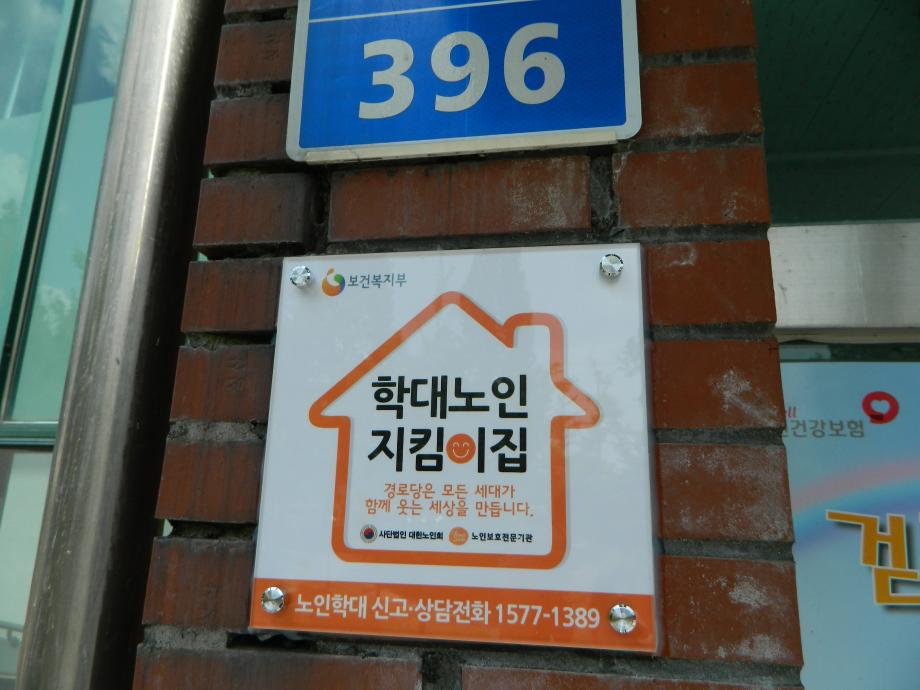 396
보건복지부
학대노인
지킴이집
경로당은 모든 세대가
함께 웃는 세상을 만듭니다.
사단법인 대한노인회 노인보호전문기관
노인학대 신고·상담전화 1577-1389
건강보험